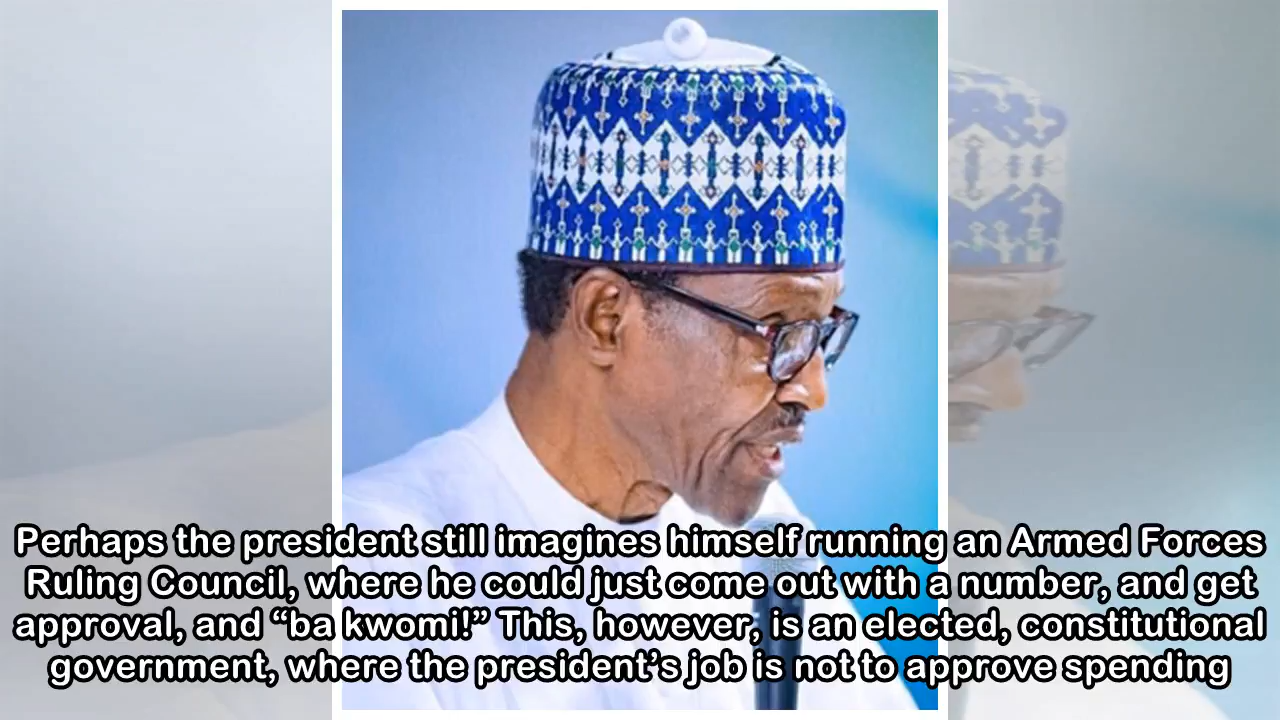 Perhaps the president still imagines himself running an Armed Forces
Ruling Council, where he could just come out with a number, and get
approval, and “ba kwomi!” This, however, is an elected, constitutional
government, where the president’s job is not to approve spending